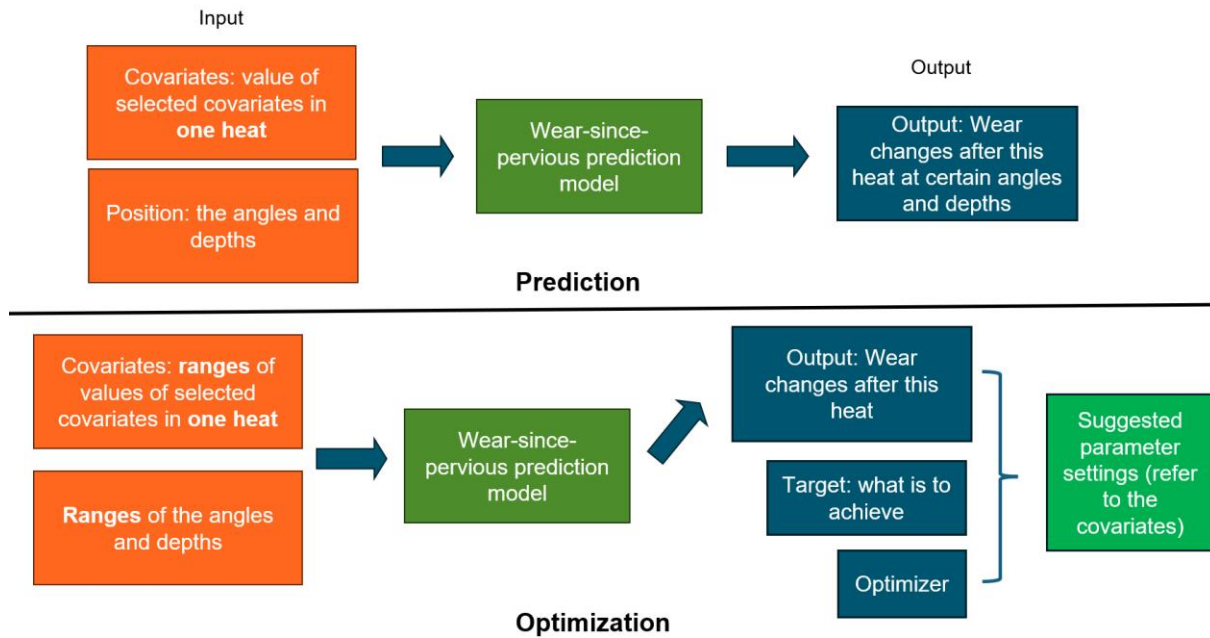 Input
Covariates: value of
selected covariates in
one heat
Position: the angles and
depths
Wear-since-
pervious prediction
model
Output
Output: Wear
changes after this
heat at certain angles
and depths
Prediction
Covariates: ranges of
values of selected
covariates in one heat
Ranges of the angles
and depths
Wear-since-
pervious prediction
model
Output: Wear
changes after this
heat
Target: what is to
achieve
Optimizer
Suggested
parameter
settings (refer to
the
covariates)
Optimization